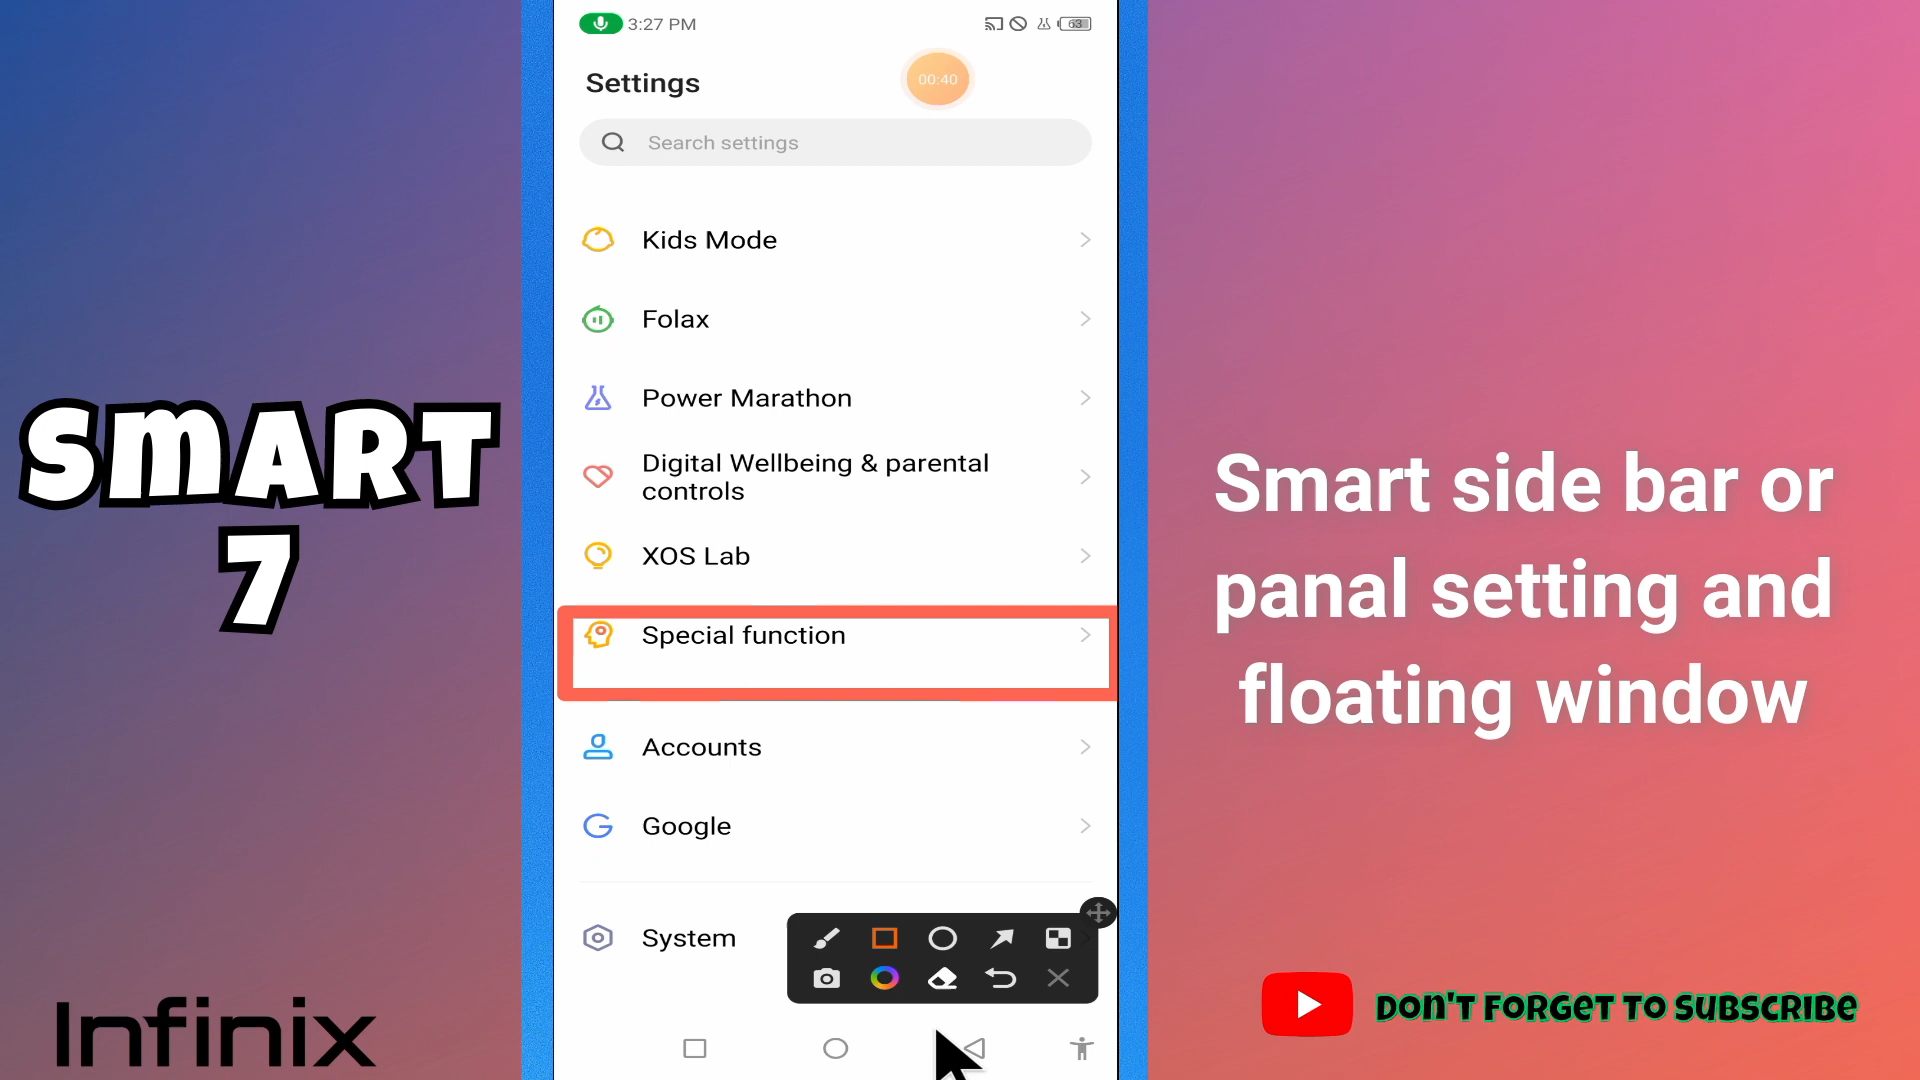 SMART
7
Infinix
3:27 PM
63
Settings
00:40
Search settings
Kids Mode
Folax
Power Marathon
Digital Wellbeing & parental
controls
XOS Lab
Special function
Accounts
Google
System
Smart side bar or
panal setting and
floating window
DON'T FORGET TO SUBSCRIBE